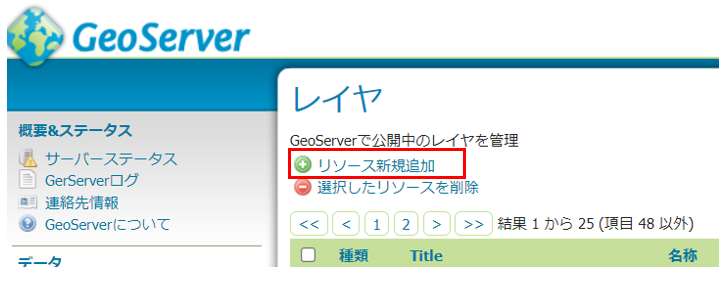 GeoServer
概要&ステータス
サーバーステータス
GerServerログ
連絡先情報
GeoServerについて
データ
レイヤ
GeoServerで公開中のレイヤを管理
リソース新規追加
選択したリソースを削除
<< < 1 2 > >> 結果 1 から 25 (項目 48 以外)
種類 Title 名称